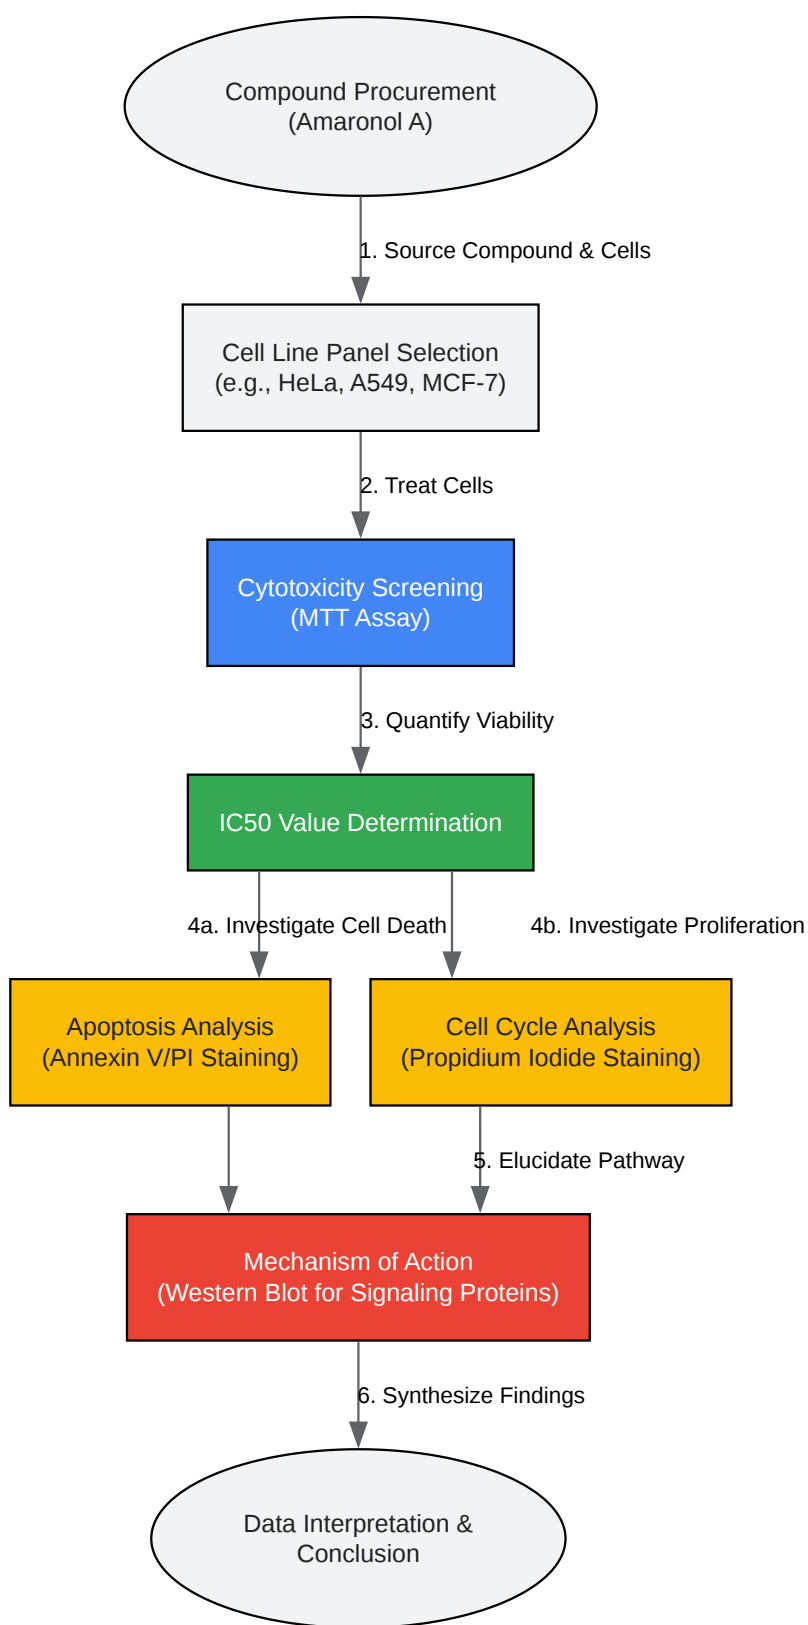 Compound Procurement
(Amaronol A)
1. Source Compound & Cells
Cell Line Panel Selection
(e.g., HeLa, A549, MCF-7)
2. Treat Cells
Cytotoxicity Screening
(MTT Assay)
3. Quantify Viability
IC50 Value Determination
4a. Investigate Cell Death
4b. Investigate Proliferation
Apoptosis Analysis
(Annexin V/PI Staining)
Cell Cycle Analysis
(Propidium Iodide Staining)
5. Elucidate Pathway
Mechanism of Action
(Western Blot for Signaling Proteins)
6. Synthesize Findings
Data Interpretation &
Conclusion